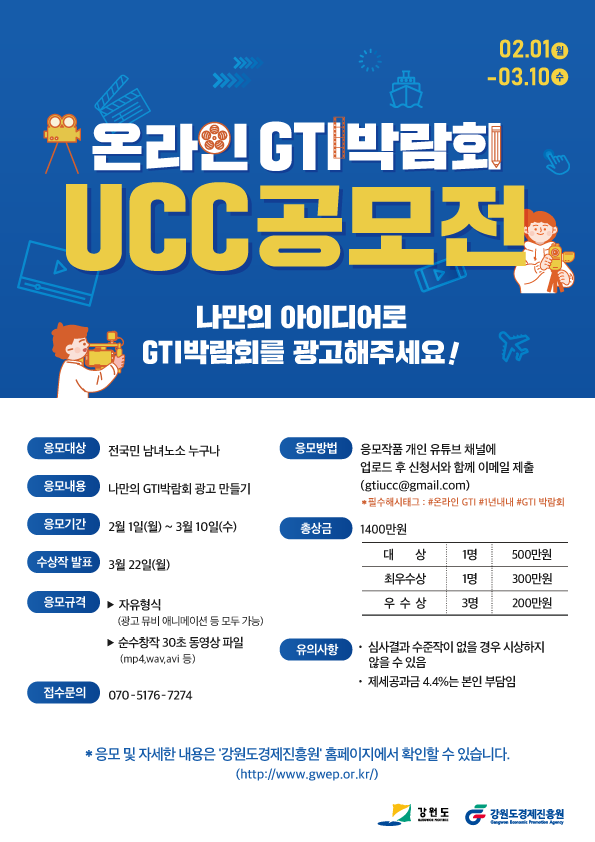 02.01월
-03.10수
온라인 GTI박람회
UCC공모전
나만의 아이디어로
GTI박람회를 광고해주세요!
응모대상 전국민 남녀노소 누구나
응모내용 나만의 GTI박람회 광고 만들기
응모기간 2월 1일(월) ~ 3월 10일(수)
수상작 발표 3월 22일(월)
응모규격 ▶ 자유형식
(광고 뮤비 애니메이션 등 모두 가능)
▶ 순수창작 30초 동영상 파일
(mp4,wav,avi 등)
접수문의 070-5176-7274
응모방법 응모작품 개인 유튜브 채널에
업로드 후 신청서와 함께 이메일 제출
(gtiucc@gmail.com)
*필수해시태그 : #온라인 GTI #1년내내 #GTI 박람회
총상금 1400만원
대 상 1명 500만원
최우수상 1명 300만원
우 수 상 3명 200만원
유의사항 • 심사결과 수준작이 없을 경우 시상하지
않을 수 있음
• 제세공과금 4.4%는 본인 부담임
* 응모 및 자세한 내용은 '강원도경제진흥원' 홈페이지에서 확인할 수 있습니다.
(http://www.gwep.or.kr/)
강원도
강원도경제진흥원
Gangwon Economic Promotion Agency